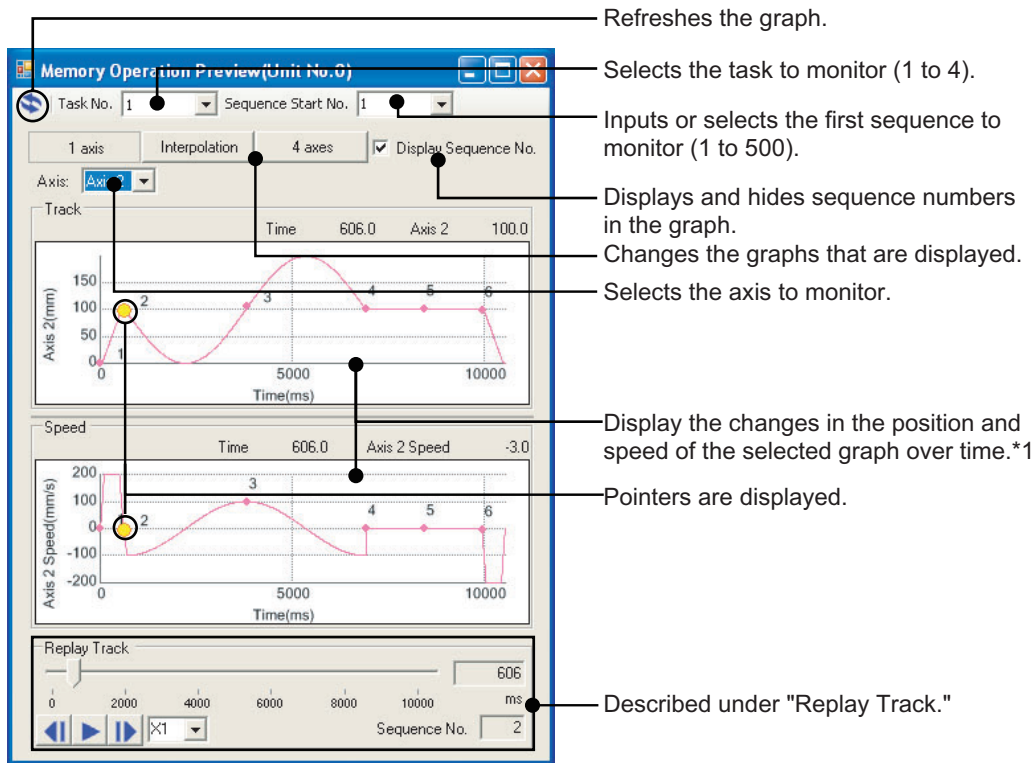 Refreshes the graph.
Memory Operation Preview(Unit No.0)
Selects the task to monitor (1 to 4).
Task No. 1 Sequence Start No. 1
Inputs or selects the first sequence to
monitor (1 to 500).
1 axis Interpolation 4 axes Display Sequence No.
Axis: Axis 2
Displays and hides sequence numbers
in the graph.
Changes the graphs that are displayed.
Selects the axis to monitor.
Track
Time 606.0 Axis 2 100.0
Axis 2(mm)
150
100
50
0
1 2 3 4 5 6
0 5000 10000
Time(ms)
Display the changes in the position and
speed of the selected graph over time.*1
Pointers are displayed.
Speed
Time 606.0 Axis 2 Speed -3.0
Axis 2 Speed(mm/s)
200
100
0
-100
-200
2 3 4 5 6
0 5000 10000
Time(ms)
Replay Track
606
0 2000 4000 6000 8000 10000 ms
X1 Sequence No. 2
Described under "Replay Track."